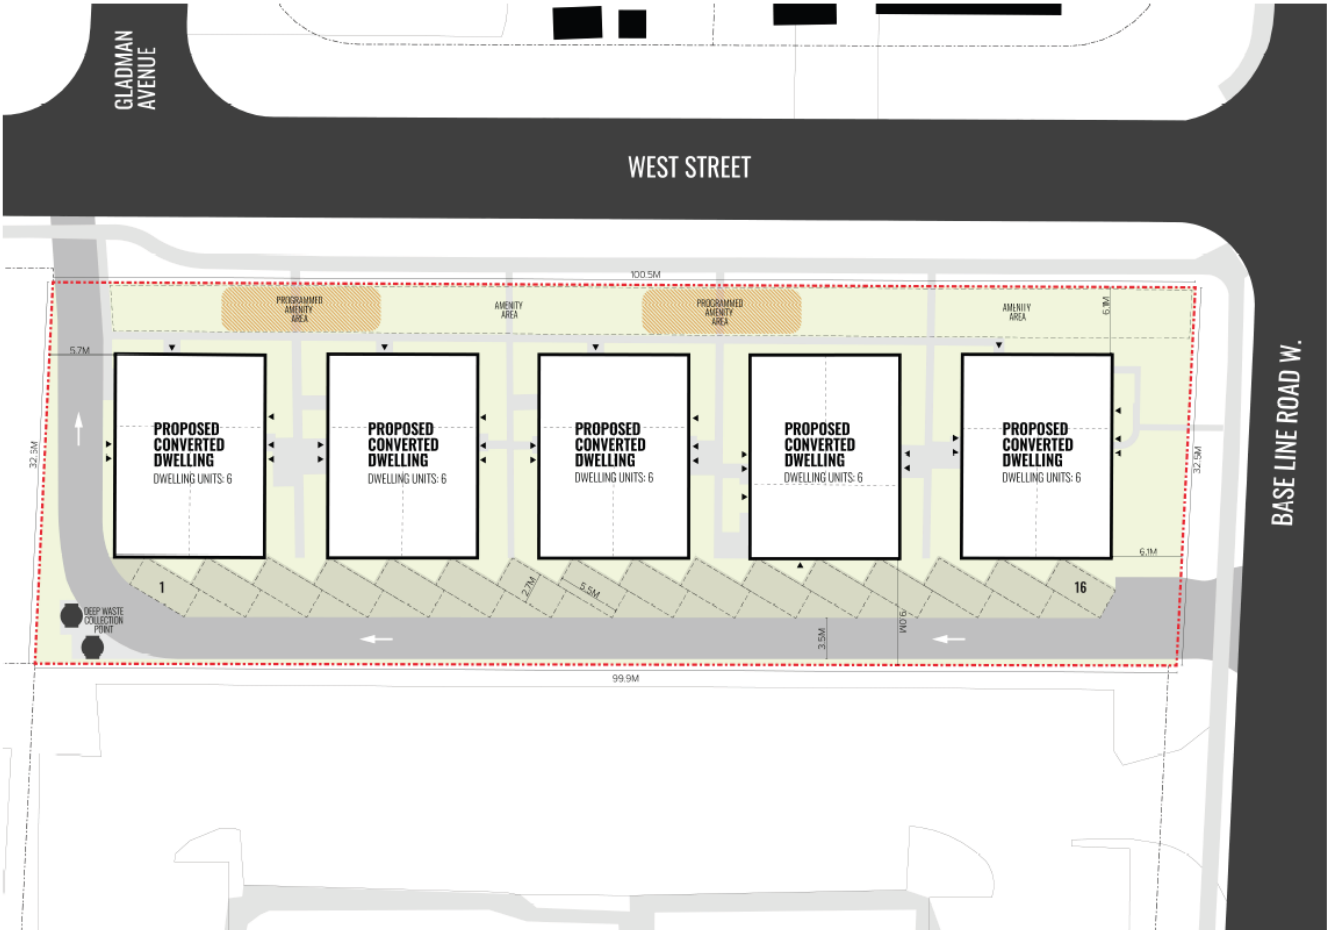 GLADMAN
AVENUE
WEST STREET
100.5M
PROGRAMMED
AMENITY
AREA
AMENITY
AREA
PROGRAMMED
AMENITY
AREA
AMENITY
AREA
6.1M
5.7M
32.5M
PROPOSED
CONVERTED
DWELLING
DWELLING UNITS: 6
PROPOSED
CONVERTED
DWELLING
DWELLING UNITS: 6
PROPOSED
CONVERTED
DWELLING
DWELLING UNITS: 6
PROPOSED
CONVERTED
DWELLING
DWELLING UNITS: 6
PROPOSED
CONVERTED
DWELLING
DWELLING UNITS: 6
32.5M
BASE LINE ROAD W.
6.1M
1
2.7M
5.5M
16
DEEP WASTE
COLLECTION
POINT
3.5M
9.0M
99.9M